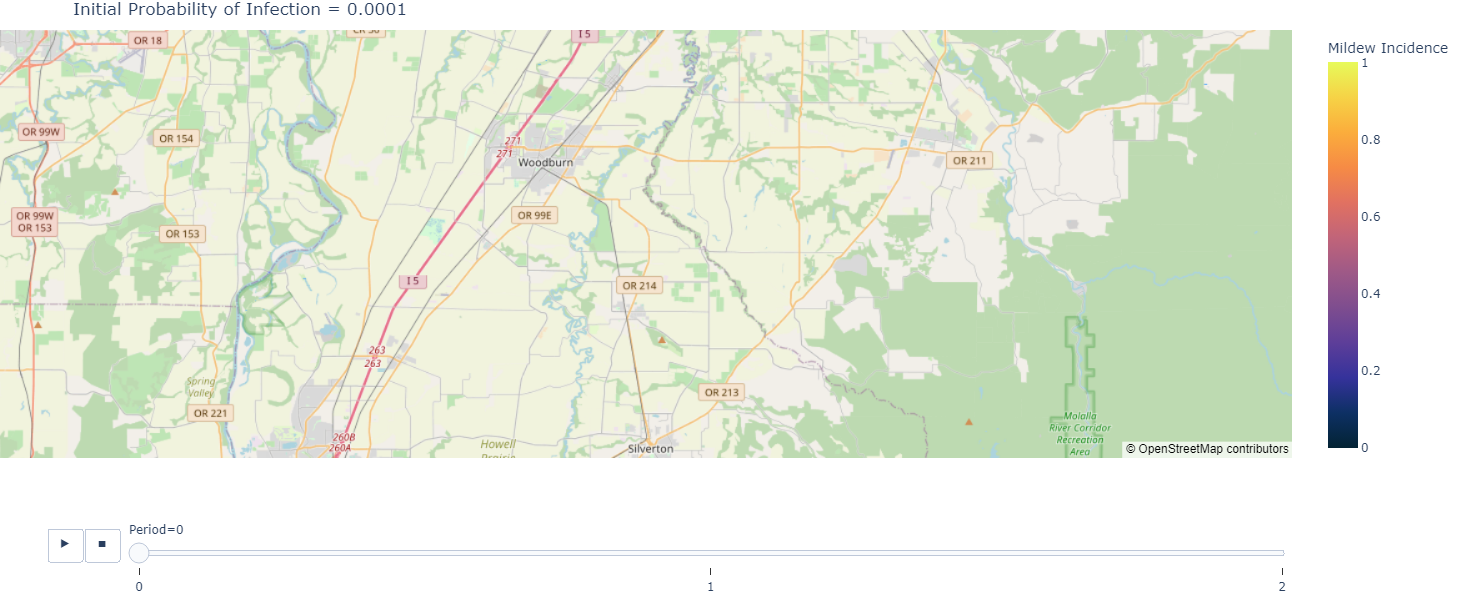 Initial Probability of Infection = 0.0001
OR 18
I 5
Mildew Incidence
1
OR 99W
OR 154
271
271
Woodburn
OR 211
0.8
OR 99W
OR 153
OR 153
OR 99E
0.6
I 5
OR 214
0.4
263
263
Spring
Valley
OR 221
OR 213
0.2
Molalla
River Corridor
Recreation
Area
260B
260A
Howell
Silverton
© OpenStreetMap contributors
0
Period=0
0
1
2